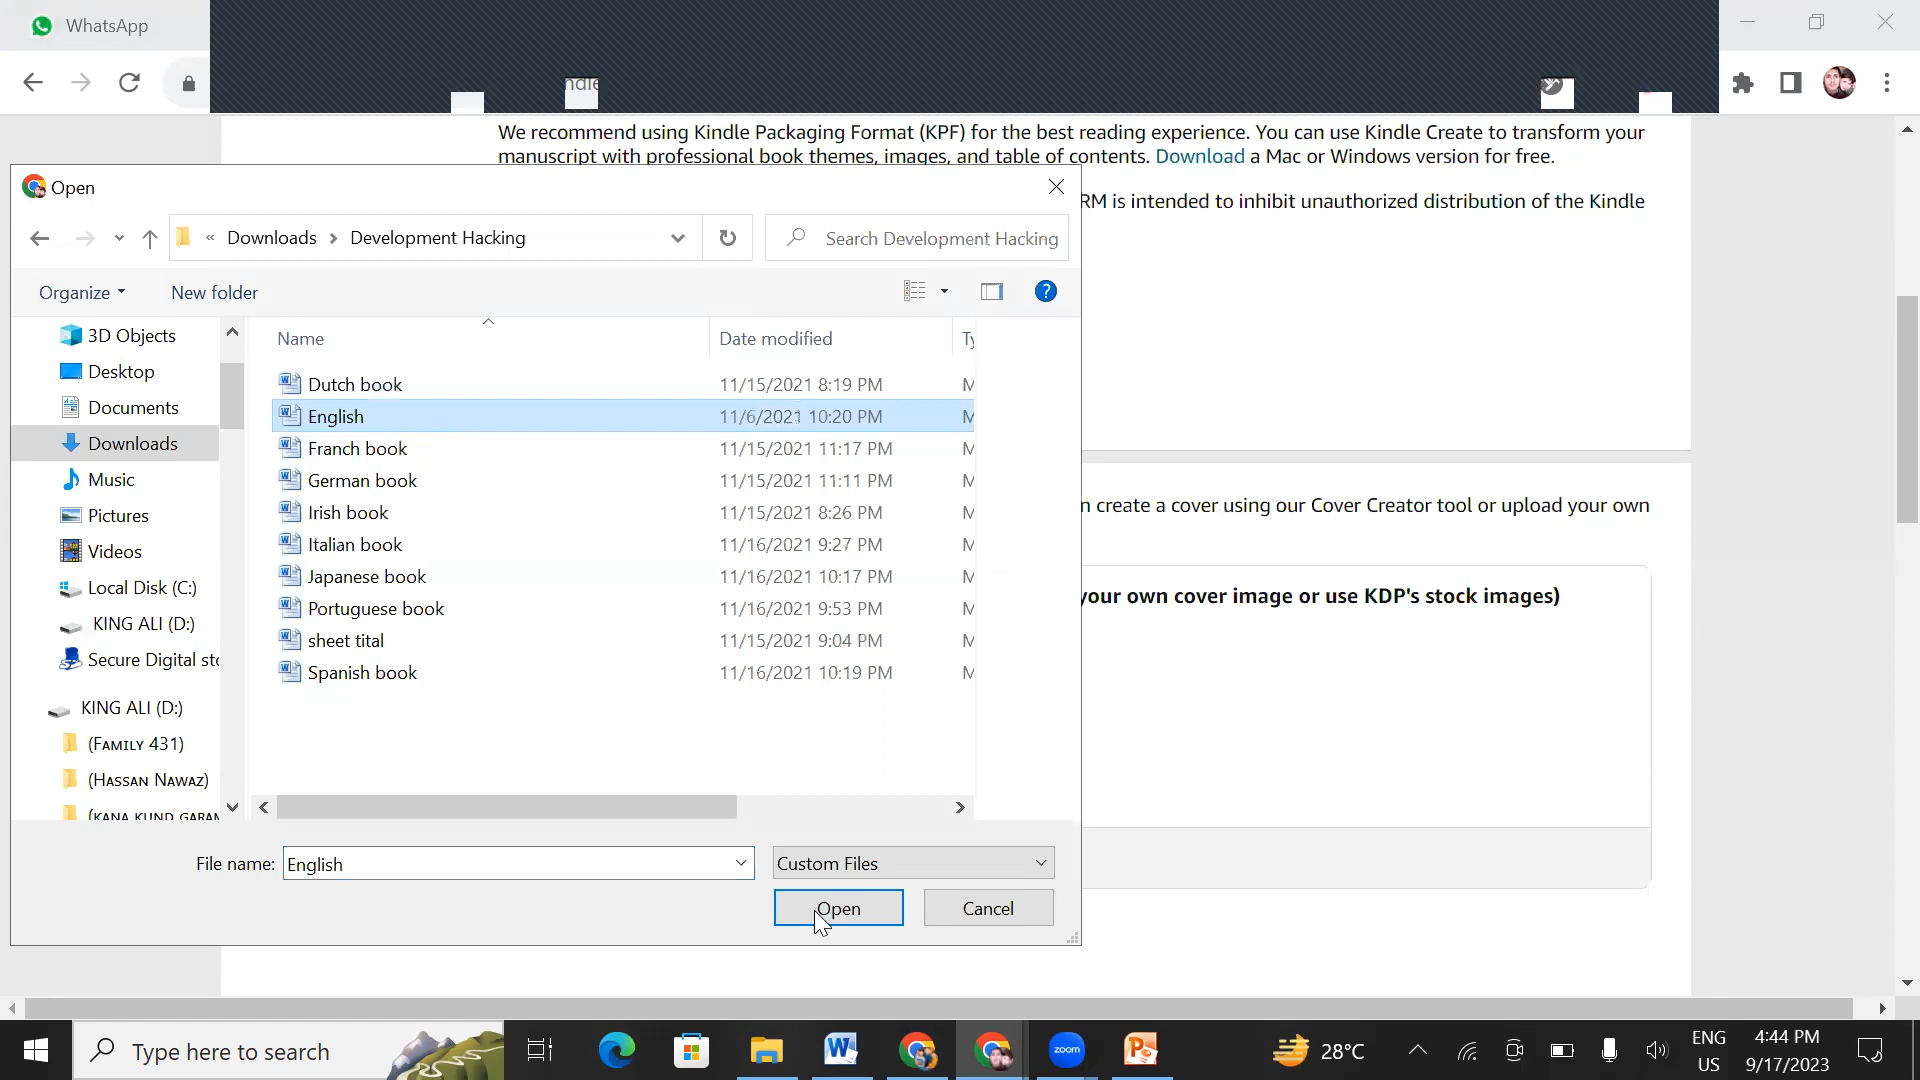 WhatsApp
We recommend using Kindle Packaging Format (KPF) for the best reading experience. You can use Kindle Create to transform your
manuscript with professional book themes, images, and table of contents. Download a Mac or Windows version for free.
Open
RM is intended to inhibit unauthorized distribution of the Kindle
« Downloads > Development Hacking
Search Development Hacking
Organize
New folder
Name
Date modified
Ty
3D Objects
Desktop
Documents
Downloads
Music
Pictures
Videos
Local Disk (C:)
KING ALI (D:)
Secure Digital sto
KING ALI (D:)
(FAMILY 431)
(HASSAN NAWAZ)
(KANA KUND GARAM
Dutch book 11/15/2021 8:19 PM M
English 11/6/2021 10:20 PM M
Franch book 11/15/2021 11:17 PM M
German book 11/15/2021 11:11 PM M
Irish book 11/15/2021 8:26 PM M
Italian book 11/16/2021 9:27 PM M
Japanese book 11/16/2021 10:17 PM M
Portuguese book 11/16/2021 9:53 PM M
sheet tital 11/15/2021 9:04 PM M
Spanish book 11/16/2021 10:19 PM M
n create a cover using our Cover Creator tool or upload your own
your own cover image or use KDP's stock images)
File name: English
Custom Files
Open
Cancel
Type here to search
zoom
28°C
ENG
US
4:44 PM
9/17/2023